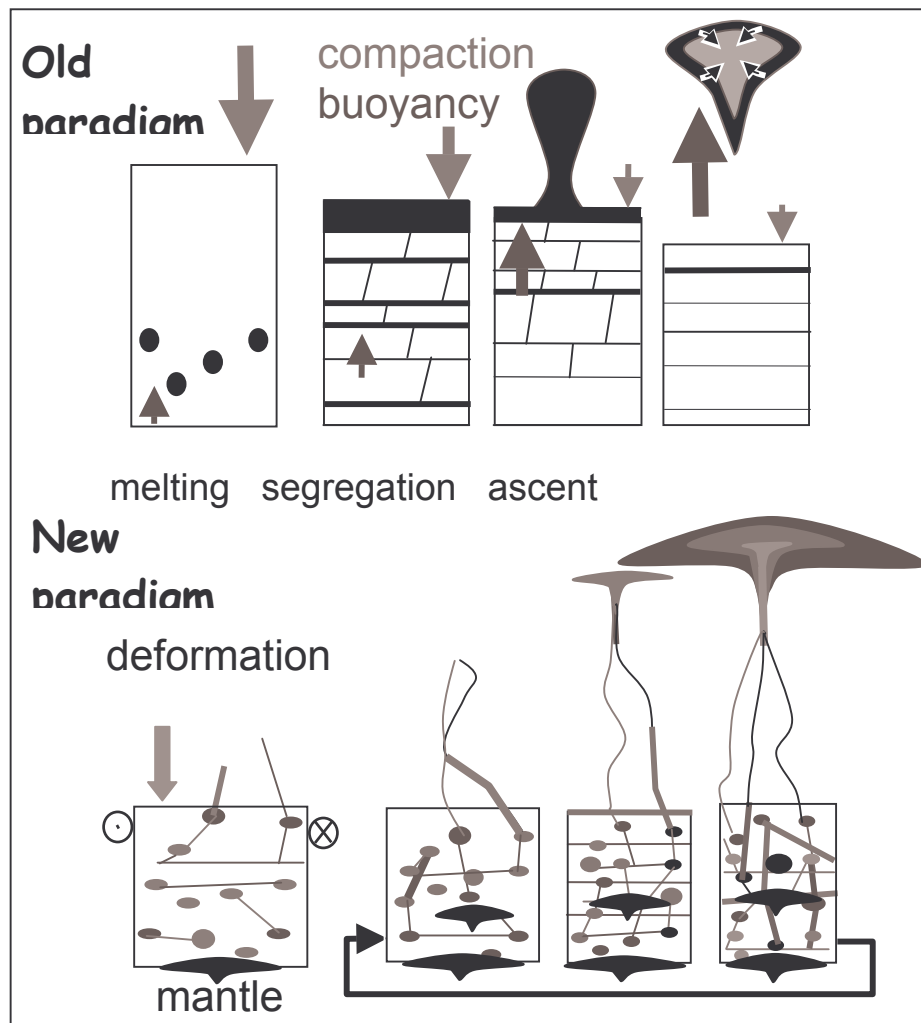 Old
paradigm
compaction
buoyancy
melting segregation ascent
New
paradigm
deformation
mantle